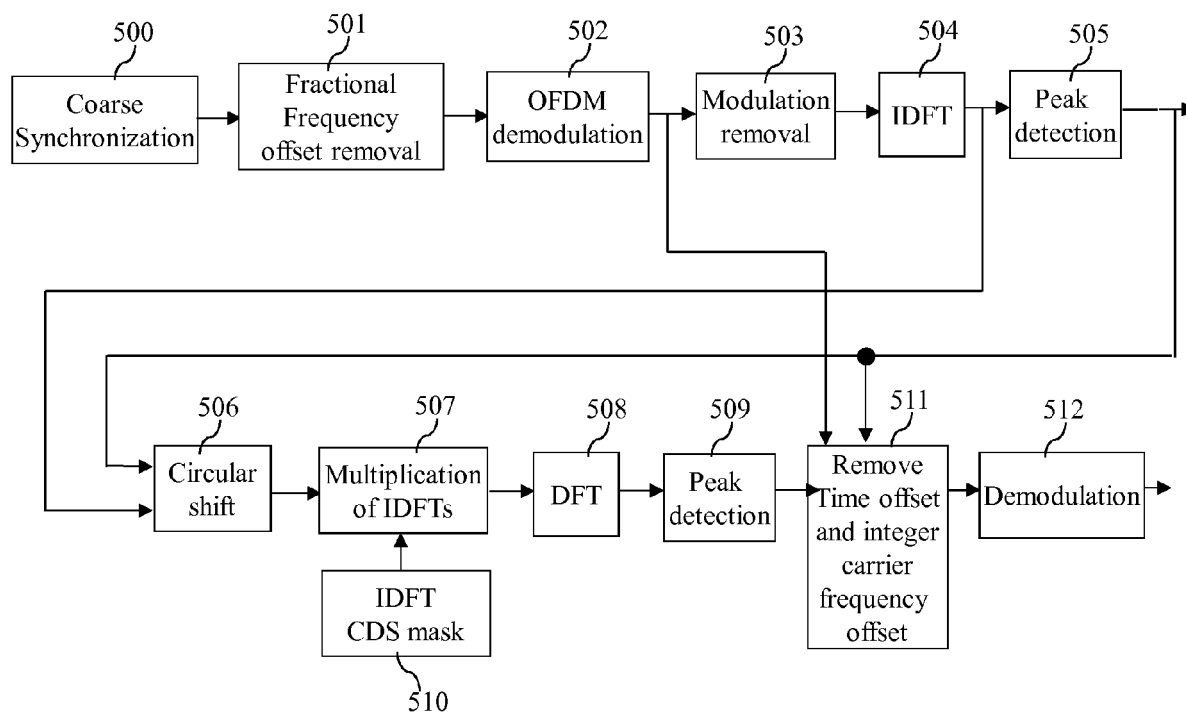 500
501
502
503
504
505
Coarse
Synchronization
Fractional
Frequency
offset removal
OFDM
demodulation
Modulation
removal
IDFT
Peak
detection
506
507
508
509
511
512
Circular
shift
Multiplication
of IDFTs
DFT
Peak
detection
Remove
Time offset
and integer
carrier
frequency
offset
Demodulation
IDFT
CDS mask
510